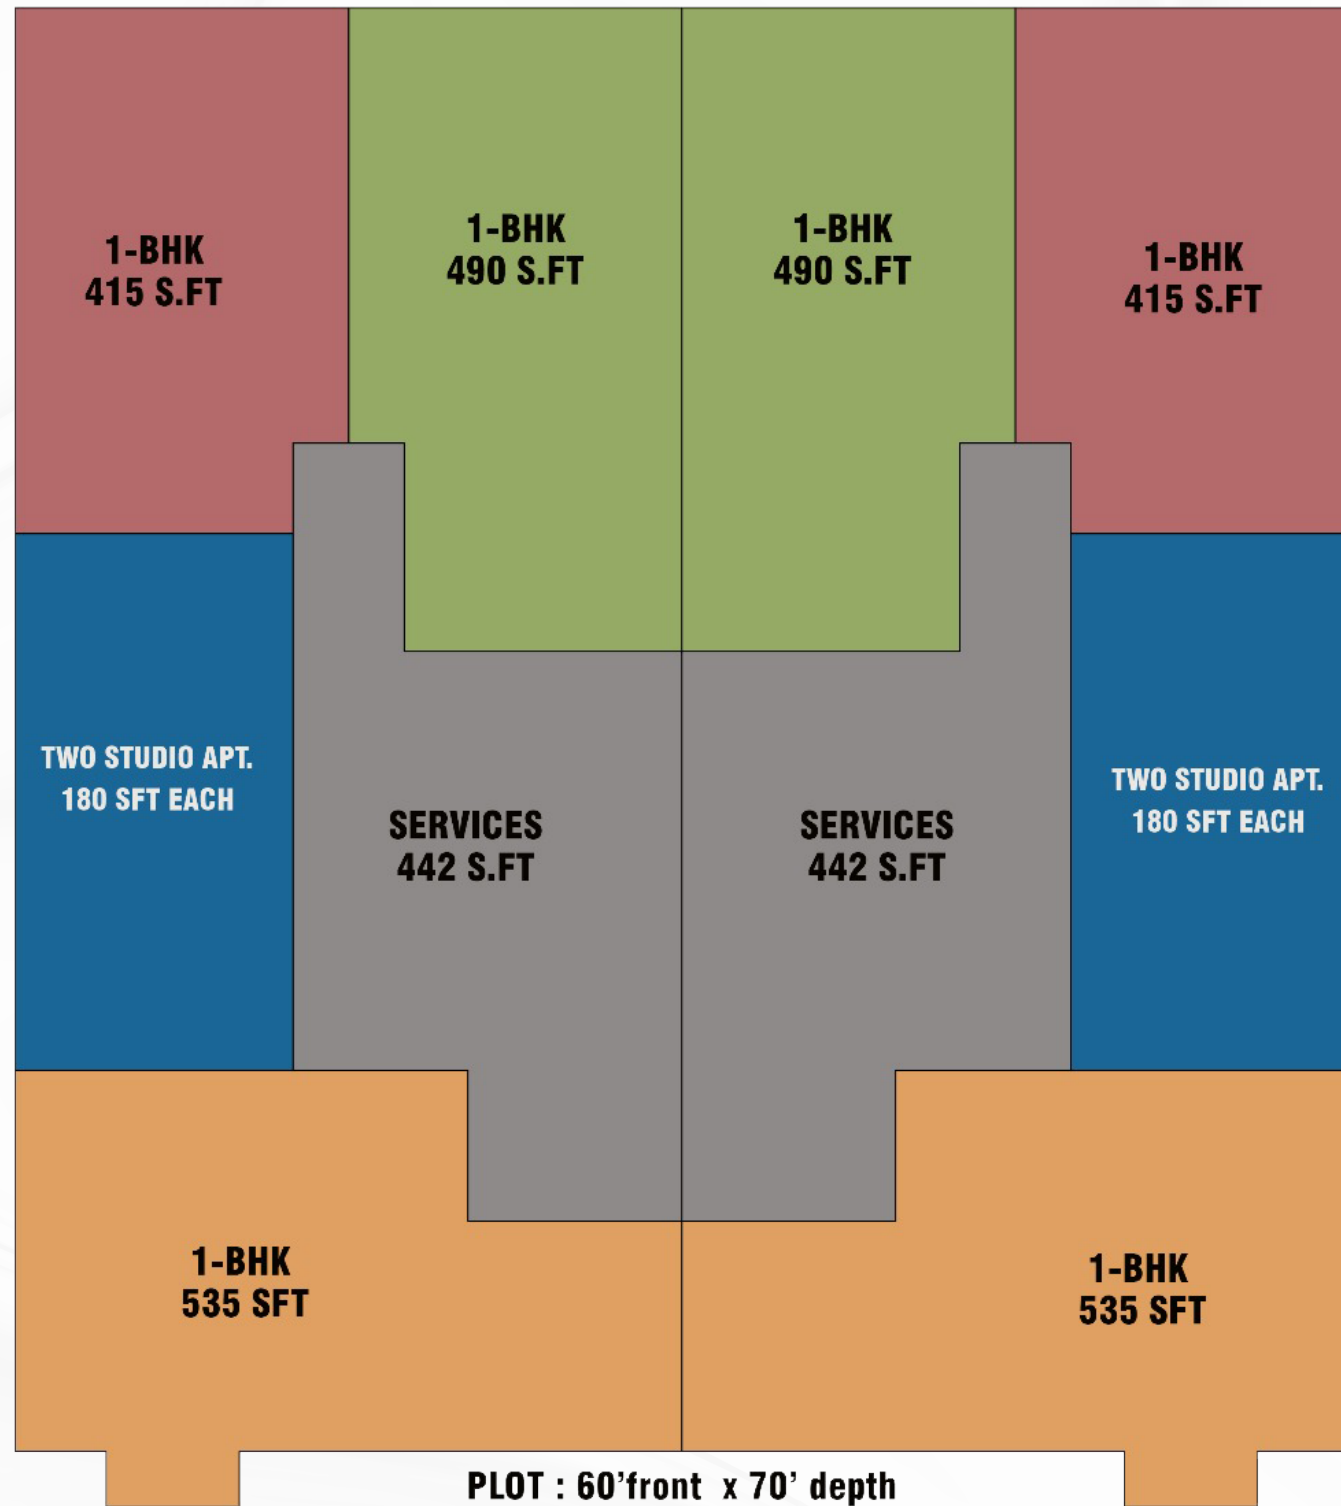 1-BHK
415 S.FT
1-BHK
490 S.FT
1-BHK
490 S.FT
1-BHK
415 S.FT
TWO STUDIO APT.
180 SFT EACH
SERVICES
442 S.FT
SERVICES
442 S.FT
TWO STUDIO APT.
180 SFT EACH
1-BHK
535 SFT
1-BHK
535 SFT
PLOT : 60'front x 70' depth